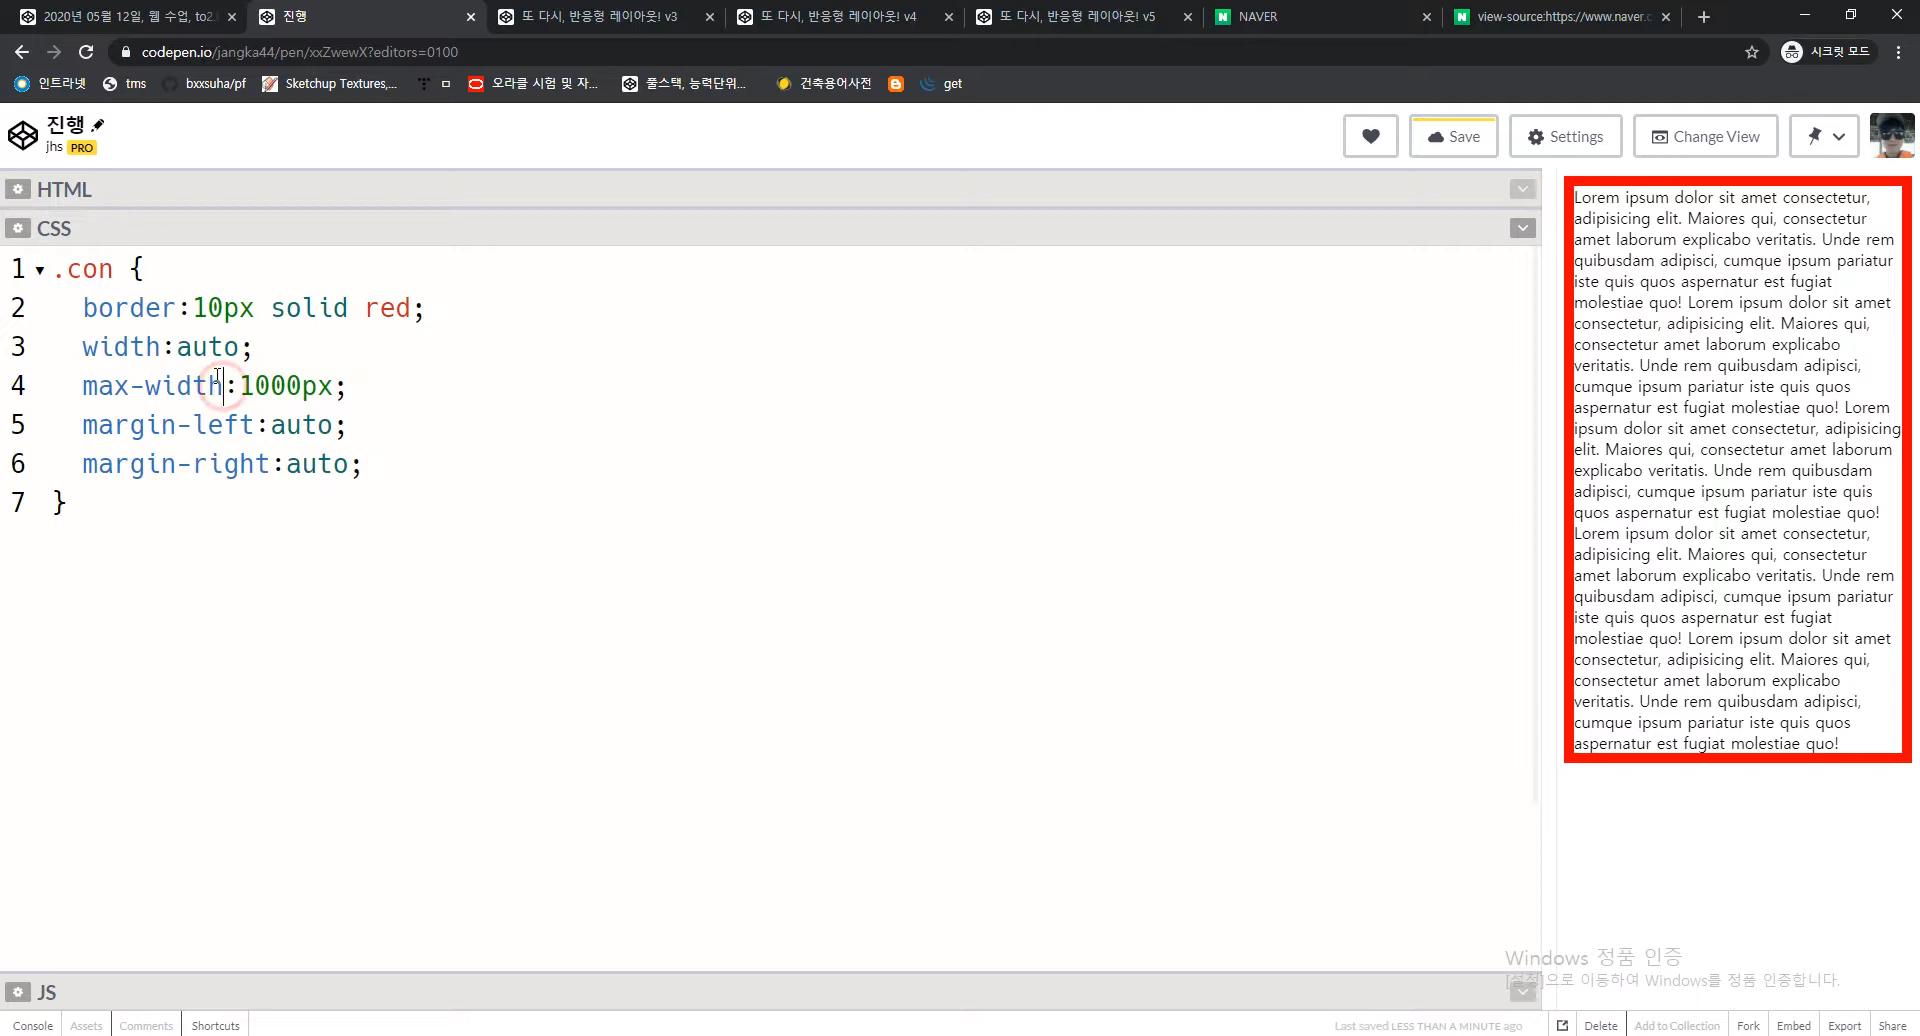 2020년 05월 12일, 웹 수업, to2.
진행
또 다시, 반응형 레이아웃! v3
또 다시, 반응형 레이아웃! v4
또 다시, 반응형 레이아웃! v5
NAVER
view-source:https://www.naver.c
codepen.io/jangka44/pen/xxZwewX?editors=0100
시크릿 모드
인트라넷
tms
bxxsuha/pf
Sketchup Textures,...
오라클 시험 및 자...
풀스택, 능력단위...
건축용어사전
get
진행
jhs PRO
Save
Settings
Change View
HTML
CSS
1 .con {
2 border:10px solid red;
3 width:auto;
4 max-width:1000px;
5 margin-left:auto;
6 margin-right:auto;
7 }
Lorem ipsum dolor sit amet consectetur,
adipisicing elit. Maiores qui, consectetur
amet laborum explicabo veritatis. Unde rem
quibusdam adipisci, cumque ipsum pariatur
iste quis quos aspernatur est fugiat
molestiae quo! Lorem ipsum dolor sit amet
consectetur, adipisicing elit. Maiores qui,
consectetur amet laborum explicabo
veritatis. Unde rem quibusdam adipisci,
cumque ipsum pariatur iste quis quos
aspernatur est fugiat molestiae quo! Lorem
ipsum dolor sit amet consectetur, adipisicing
elit. Maiores qui, consectetur amet laborum
explicabo veritatis. Unde rem quibusdam
adipisci, cumque ipsum pariatur iste quis
quos aspernatur est fugiat molestiae quo!
Lorem ipsum dolor sit amet consectetur,
adipisicing elit. Maiores qui, consectetur
amet laborum explicabo veritatis. Unde rem
quibusdam adipisci, cumque ipsum pariatur
iste quis quos aspernatur est fugiat
molestiae quo! Lorem ipsum dolor sit amet
consectetur, adipisicing elit. Maiores qui,
consectetur amet laborum explicabo
veritatis. Unde rem quibusdam adipisci,
cumque ipsum pariatur iste quis quos
aspernatur est fugiat molestiae quo!
Windows 정품 인증
[설정]으로 이동하여 Windows를 정품 인증합니다.
JS
Console
Assets
Comments
Shortcuts
Last saved LESS THAN A MINUTE ago
Delete
Add to Collection
Fork
Embed
Export
Share